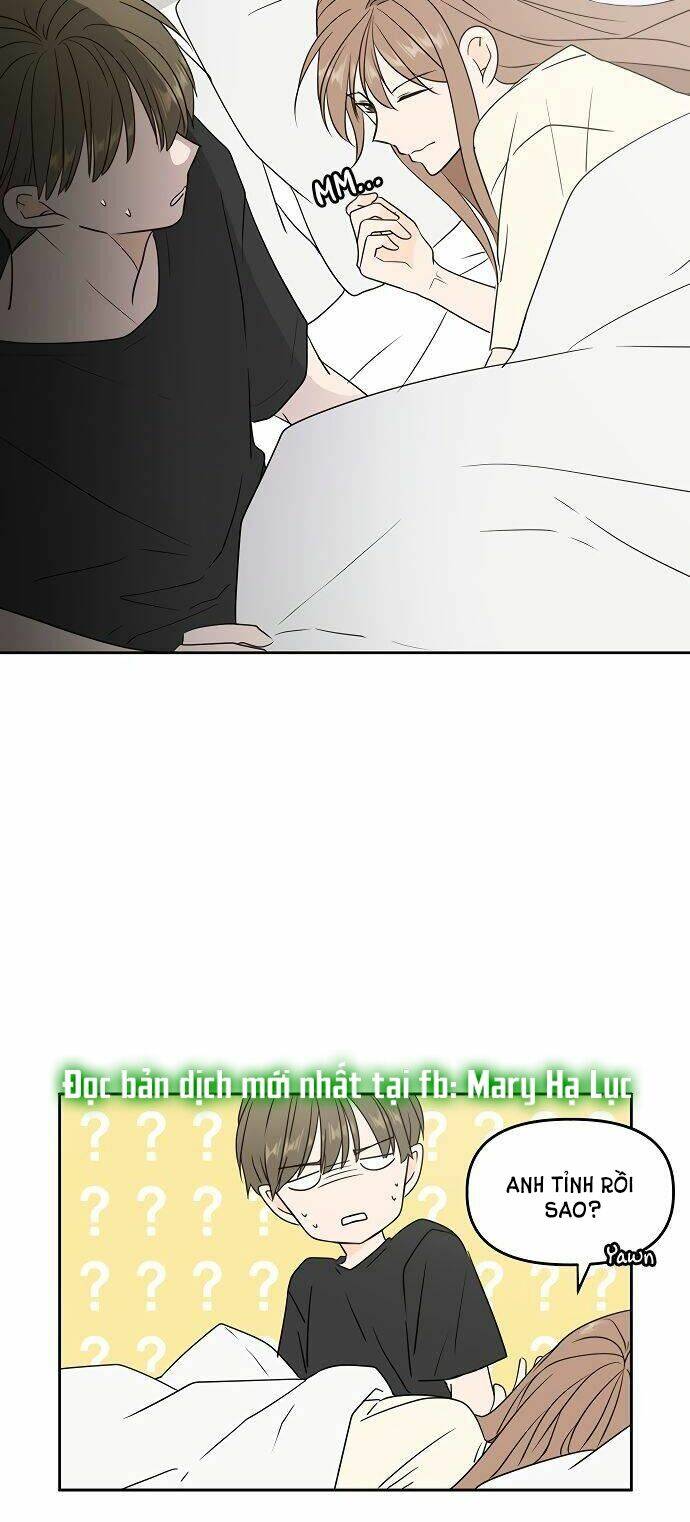 MM...
Đọc bản dịch mới nhất tại fb: Mary Hạ Lục
ANH TỈNH RỒI
SAO?
Yawn